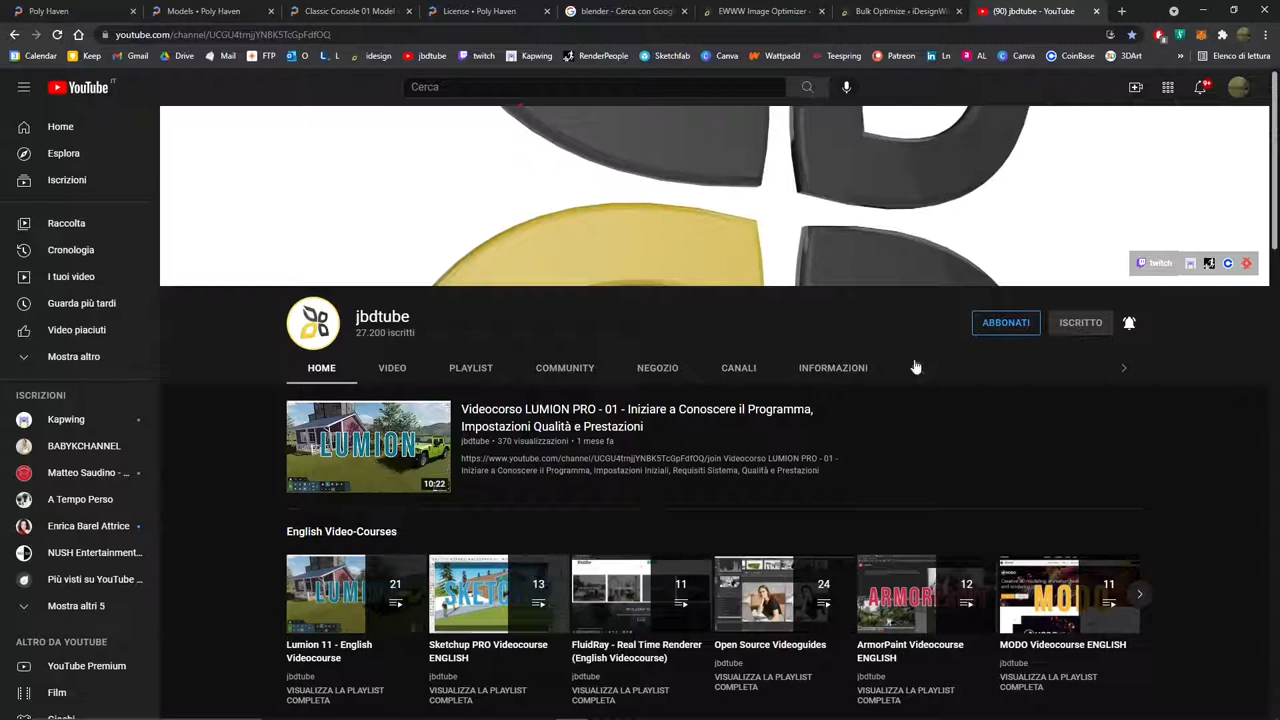 Poly Haven
Models • Poly Haven
Classic Console 01 Model •
License • Poly Haven
blender - Cerca con Goog
EWWW Image Optimizer
Bulk Optimize ‹ iDesignWi
(90) jbdtube - YouTube
youtube.com/channel/UCGU4trnjjYNBK5TcGpFdfOQ
Calendar
Keep
Gmail
Drive
Mail
FTP
O
L
idesign
jbdtube
twitch
Kapwing
RenderPeople
Sketchlab
Canva
Wattpadd
Teespring
Patreon
Ln
AL
Canva
CoinBase
3DArt
»
Elenco di lettura
YouTube IT
Cerca
9+
Home
Esplora
Iscrizioni
Raccolta
Cronologia
I tuoi video
Guarda più tardi
Video piaciuti
Mostra altro
ISCRIZIONI
Kapwing
BABYKCHANNEL
Matteo Saudino - ...
A Tempo Perso
Enrica Barel Attrice
NUSH Entertainment...
Più visti su YouTube ...
Mostra altri 5
ALTRO DA YOUTUBE
YouTube Premium
Film
twitch
jbdtube
27.200 iscritti
ABBONATI
ISCRITTO
HOME
VIDEO
PLAYLIST
COMMUNITY
NEGOZIO
CANALI
INFORMAZIONI
LUMION
10:22
Videocorso LUMION PRO - 01 - Iniziare a Conoscere il Programma,
Impostazioni Qualità e Prestazioni
jbdtube • 370 visualizzazioni • 1 mese fa
https://www.youtube.com/channel/UCGU4trnjjYNBK5TcGpFdfOQ/join Videocorso LUMION PRO - 01 -
Iniziare a Conoscere il Programma, Impostazioni Iniziali, Requisiti Sistema, Qualità e Prestazioni
English Video-Courses
LUMI
21
SKETC
13
11
24
ARMOR
12
MO
11
Lumion 11 - English
Videocourse
jbdtube
VISUALIZZA LA PLAYLIST
COMPLETA
Sketchup PRO Videocourse
ENGLISH
jbdtube
VISUALIZZA LA PLAYLIST
COMPLETA
FluidRay - Real Time Renderer
(English Videocourse)
jbdtube
VISUALIZZA LA PLAYLIST
COMPLETA
Open Source Videoguides
jbdtube
VISUALIZZA LA PLAYLIST
COMPLETA
ArmorPaint Videocourse
ENGLISH
jbdtube
VISUALIZZA LA PLAYLIST
COMPLETA
MODO Videocourse ENGLISH
jbdtube
VISUALIZZA LA PLAYLIST
COMPLETA